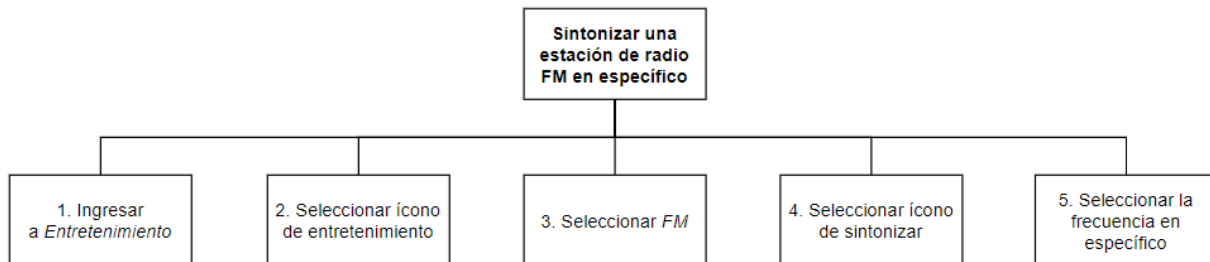 Sintonizar una
estación de radio
FM en específico
1. Ingresar
a Entretenimiento
2. Seleccionar ícono
de entretenimiento
3. Seleccionar FM
4. Seleccionar ícono
de sintonizar
5. Seleccionar la
frecuencia en
específico